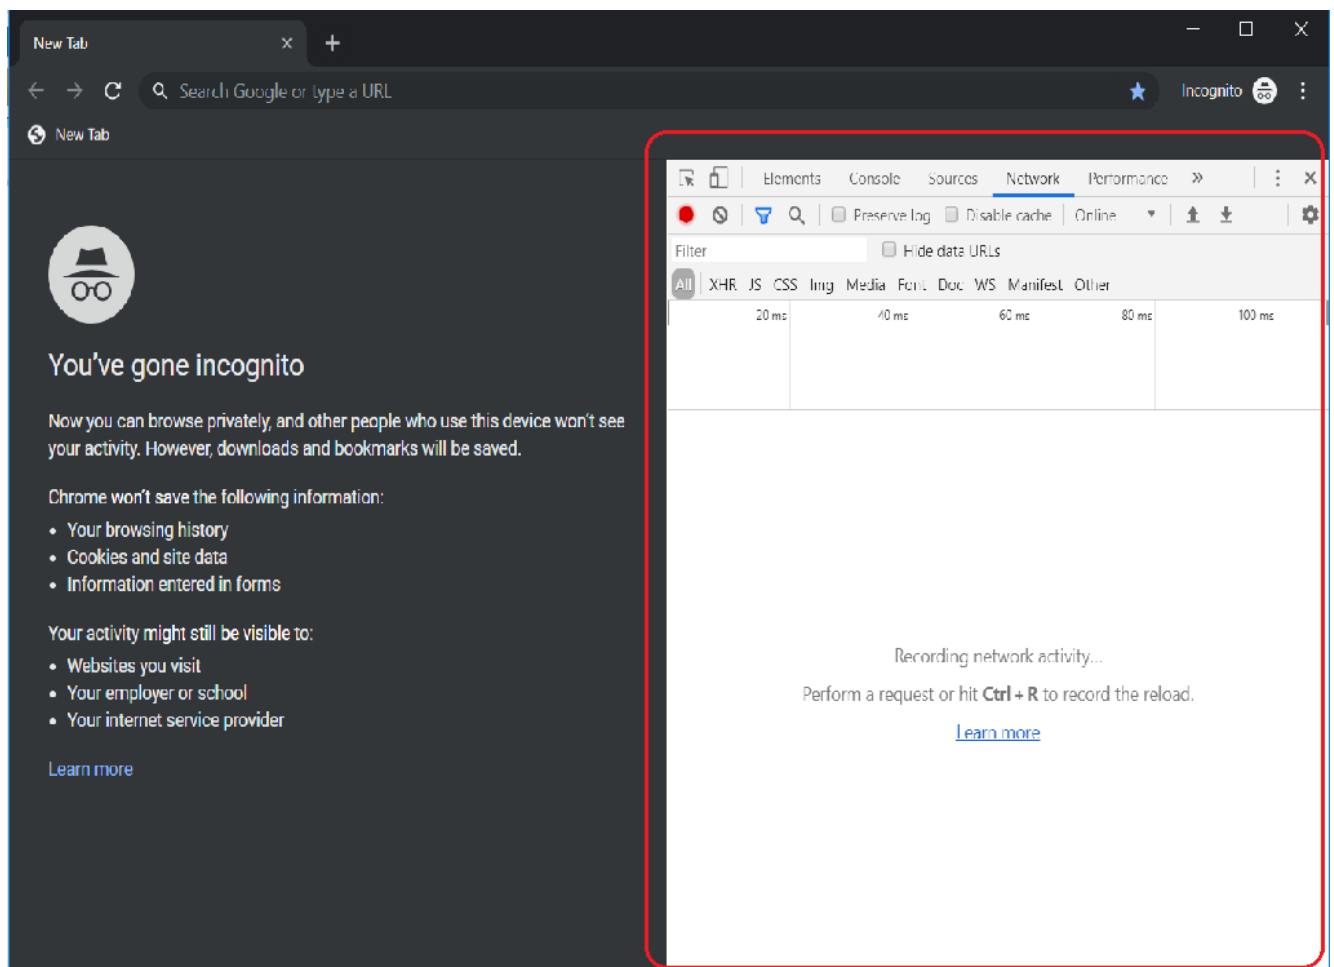 New Tab
Search Google or type a URL
Incognito
New Tab
You've gone incognito
Now you can browse privately, and other people who use this device won't see
your activity. However, downloads and bookmarks will be saved.
Chrome won't save the following information:
• Your browsing history
• Cookies and site data
• Information entered in forms
Your activity might still be visible to:
• Websites you visit
• Your employer or school
• Your internet service provider
Learn more
Elements Console Sources Network Performance »
Preserve log Disable cache Online
Filter Hide data URLs
All XHR JS CSS Img Media Font Doc WS Manifest Other
20 ms 40 ms 60 ms 80 ms 100 ms
Recording network activity...
Perform a request or hit Ctrl + R to record the reload.
Learn more